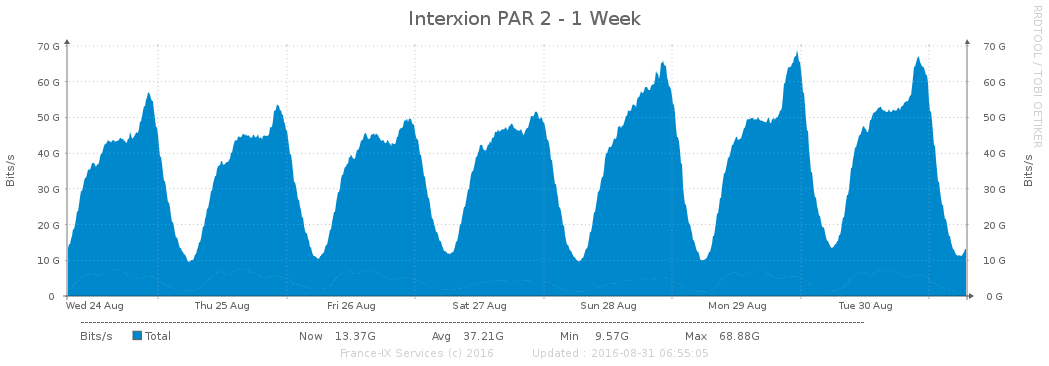 Interxion PAR 2 - 1 Week
RRDTOOL / TOBI OETIKER
Bits/s
70 G
60 G
50 G
40 G
30 G
20 G
10 G
0
70 G
60 G
50 G
40 G
30 G
20 G
10 G
0 G
Bits/s
Wed 24 Aug Thu 25 Aug Fri 26 Aug Sat 27 Aug Sun 28 Aug Mon 29 Aug Tue 30 Aug
Bits/s Total Now 13.37G Avg 37.21G Min 9.57G Max 68.88G
France-IX Services (c) 2016 Updated : 2016-08-31 06:55:05